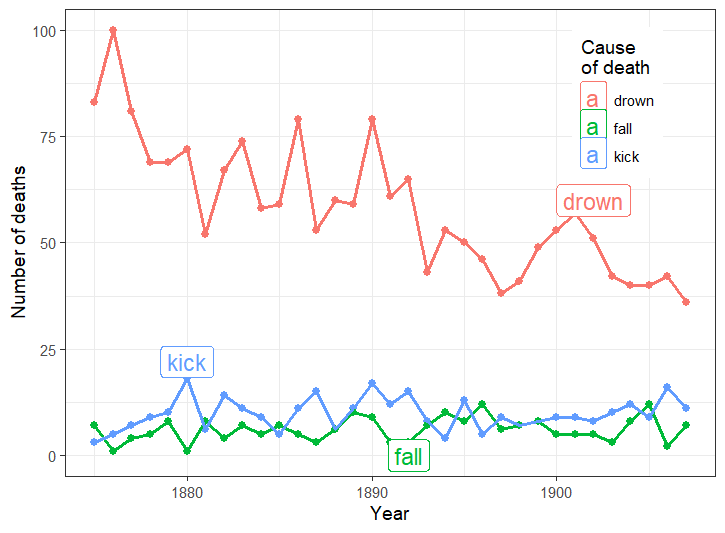 100
75
50
25
0
Number of deaths
1880
1890
1900
Year
Cause
of death
a drown
a fall
a kick
drown
kick
fall